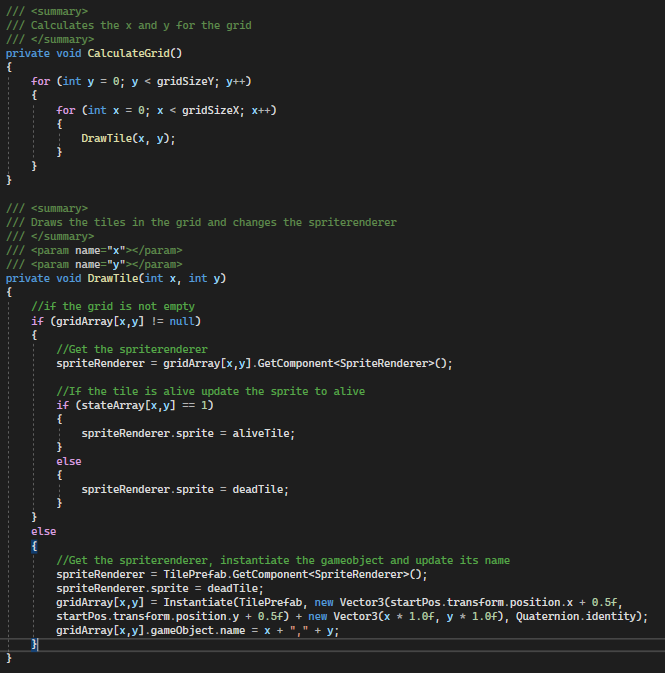 /// <summary>
/// Calculates the x and y for the grid
/// </summary>
private void CalculateGrid()
{
    for (int y = 0; y < gridSizeY; y++)
    {
        for (int x = 0; x < gridSizeX; x++)
        {
            DrawTile(x, y);
        }
    }
}

/// <summary>
/// Draws the tiles in the grid and changes the spriterenderer
/// </summary>
/// <param name="x"></param>
/// <param name="y"></param>
private void DrawTile(int x, int y)
{
    //if the grid is not empty
    if (gridArray[x,y] != null)
    {
        //Get the spriterenderer
        spriteRenderer = gridArray[x,y].GetComponent<SpriteRenderer>();

        //If the tile is alive update the sprite to alive
        if (stateArray[x,y] == 1)
        {
            spriteRenderer.sprite = aliveTile;
        }
        else
        {
            spriteRenderer.sprite = deadTile;
        }
    }
    else
    {
        //Get the spriterenderer, instantiate the gameobject and update its name
        spriteRenderer = TilePrefab.GetComponent<SpriteRenderer>();
        spriteRenderer.sprite = deadTile;
        gridArray[x,y] = Instantiate(TilePrefab, new Vector3(startPos.transform.position.x + 0.5f,
        startPos.transform.position.y + 0.5f) + new Vector3(x * 1.0f, y * 1.0f), Quaternion.identity);
        gridArray[x,y].gameObject.name = x + "," + y;
    }
}